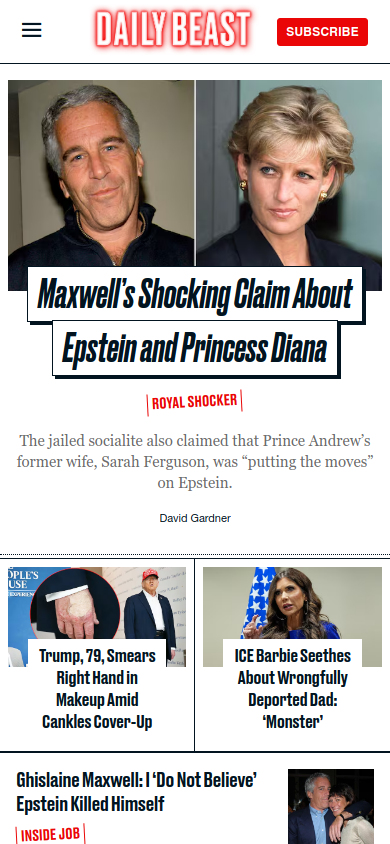 DAILY BEAST
SUBSCRIBE
Maxwell's Shocking Claim About
Epstein and Princess Diana
ROYAL SHOCKER
The jailed socialite also claimed that Prince Andrew’s
former wife, Sarah Ferguson, was “putting the moves”
on Epstein.
David Gardner
OPLE'S
USE
EXPERIENC
Trump, 79, Smears
Right Hand in
Makeup Amid
Cankles Cover-Up
ICE Barbie Seethes
About Wrongfully
Deported Dad:
‘Monster’
Ghislaine Maxwell: I ‘Do Not Believe’
Epstein Killed Himself
INSIDE JOB